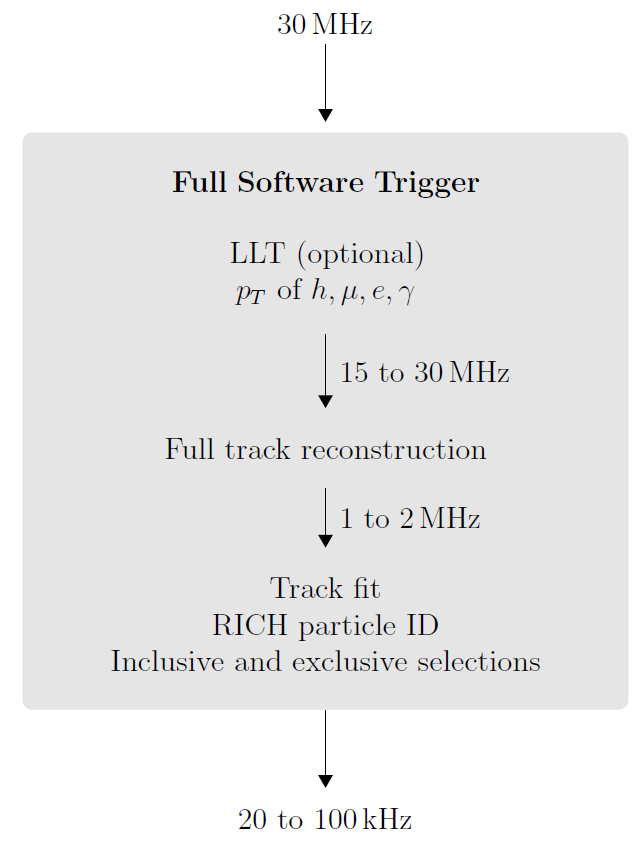 30 MHz
Full Software Trigger
LLT (optional)
p_T of h, μ, e, γ
15 to 30 MHz
Full track reconstruction
1 to 2 MHz
Track fit
RICH particle ID
Inclusive and exclusive selections
20 to 100 kHz